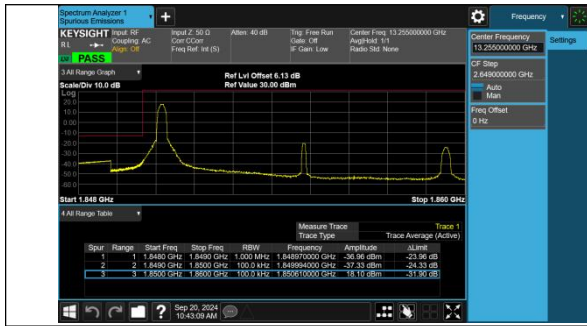 Spectrum Analyzer 1
Spurious Emissions
Frequency
KEYSIGHT
Input: RF
Coupling: AC
Align: Off
Input Z: 50 Ω
Corr CCorr
Freq Ref: Int (S)
Atten: 40 dB
Trig: Free Run
Gate: Off
IF Gain: Low
Center Freq: 13.255000000 GHz
Avg|Hold: 1/1
Radio Std: None
PASS
Center Frequency
13.255000000 GHz
Settings
CF Step
2.649000000 GHz
Auto
Man
Freq Offset
0 Hz
3 All Range Graph
Scale/Div 10.0 dB
Ref Lvl Offset 6.13 dB
Ref Value 30.00 dBm
Log
20.0
10.0
0.00
-10.0
-20.0
-30.0
-40.0
-50.0
-60.0
Start 1.848 GHz
Stop 1.860 GHz
4 All Range Table
Measure Trace Trace 1
Trace Type Trace Average (Active)
Spur Range Start Freq Stop Freq RBW Frequency Amplitude ΔLimit
1 1 1.8480 GHz 1.8490 GHz 1.000 MHz 1.848970000 GHz -36.96 dBm -23.96 dB
2 2 1.8490 GHz 1.8500 GHz 100.0 kHz 1.849994000 GHz -37.33 dBm -24.33 dB
3 3 1.8500 GHz 1.8600 GHz 100.0 kHz 1.850610000 GHz 18.10 dBm -31.90 dB
Sep 20, 2024
10:43:09 AM